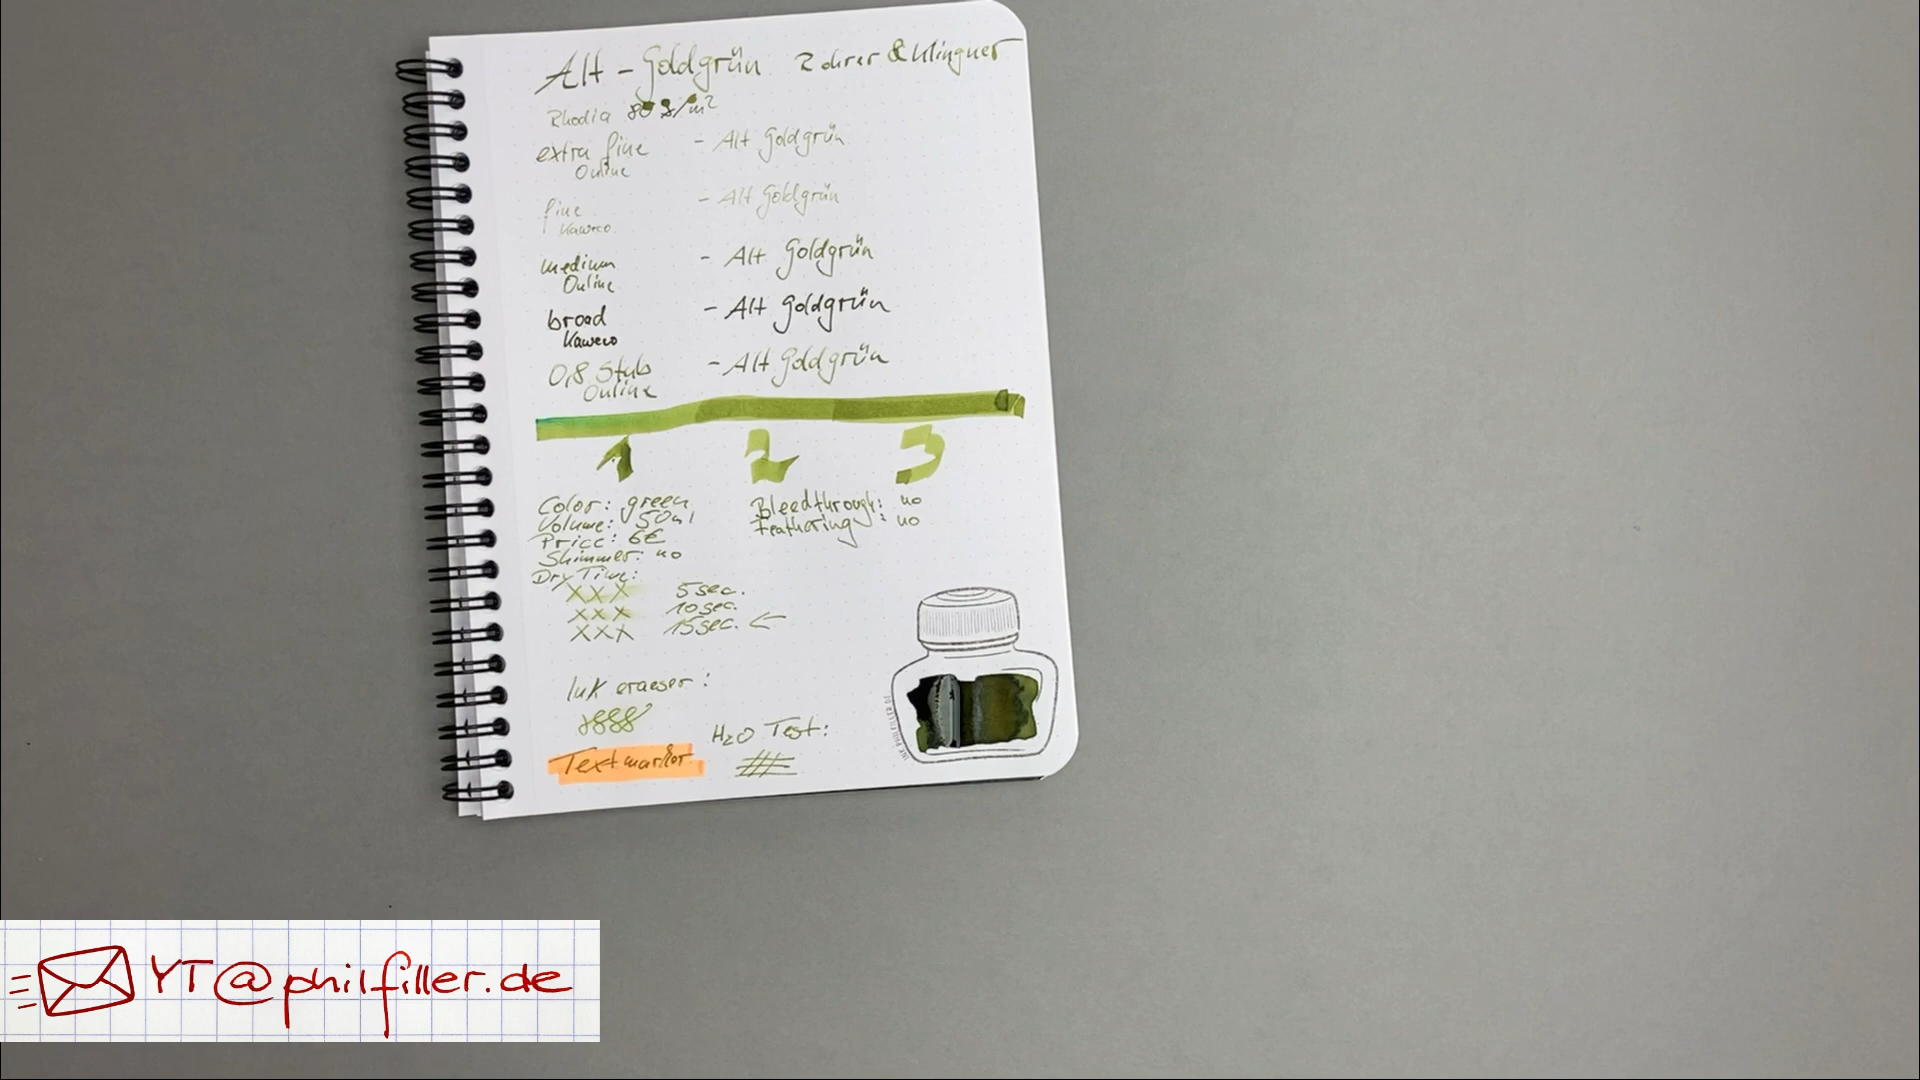 Alt - Goldgrün Rohrer & Klingner
Rhodia 80 g/m²
extra fine - Alt Goldgrün
Online
fine - Alt Goldgrün
Kaweco
medium - Alt Goldgrün
Online
broad - Alt Goldgrün
Kaweco
0,8 Stub - Alt Goldgrün
Online
1 2 3
Color: green Bleedthrough: no
Volume: 50ml Feathering: no
Price: 6€
Shimmer: no
Dry Time:
XXX 5sec.
XXX 10sec.
XXX 15sec. ←
Ink eraeser:
H2O Test:
Textmarker
YT@philfiller.de